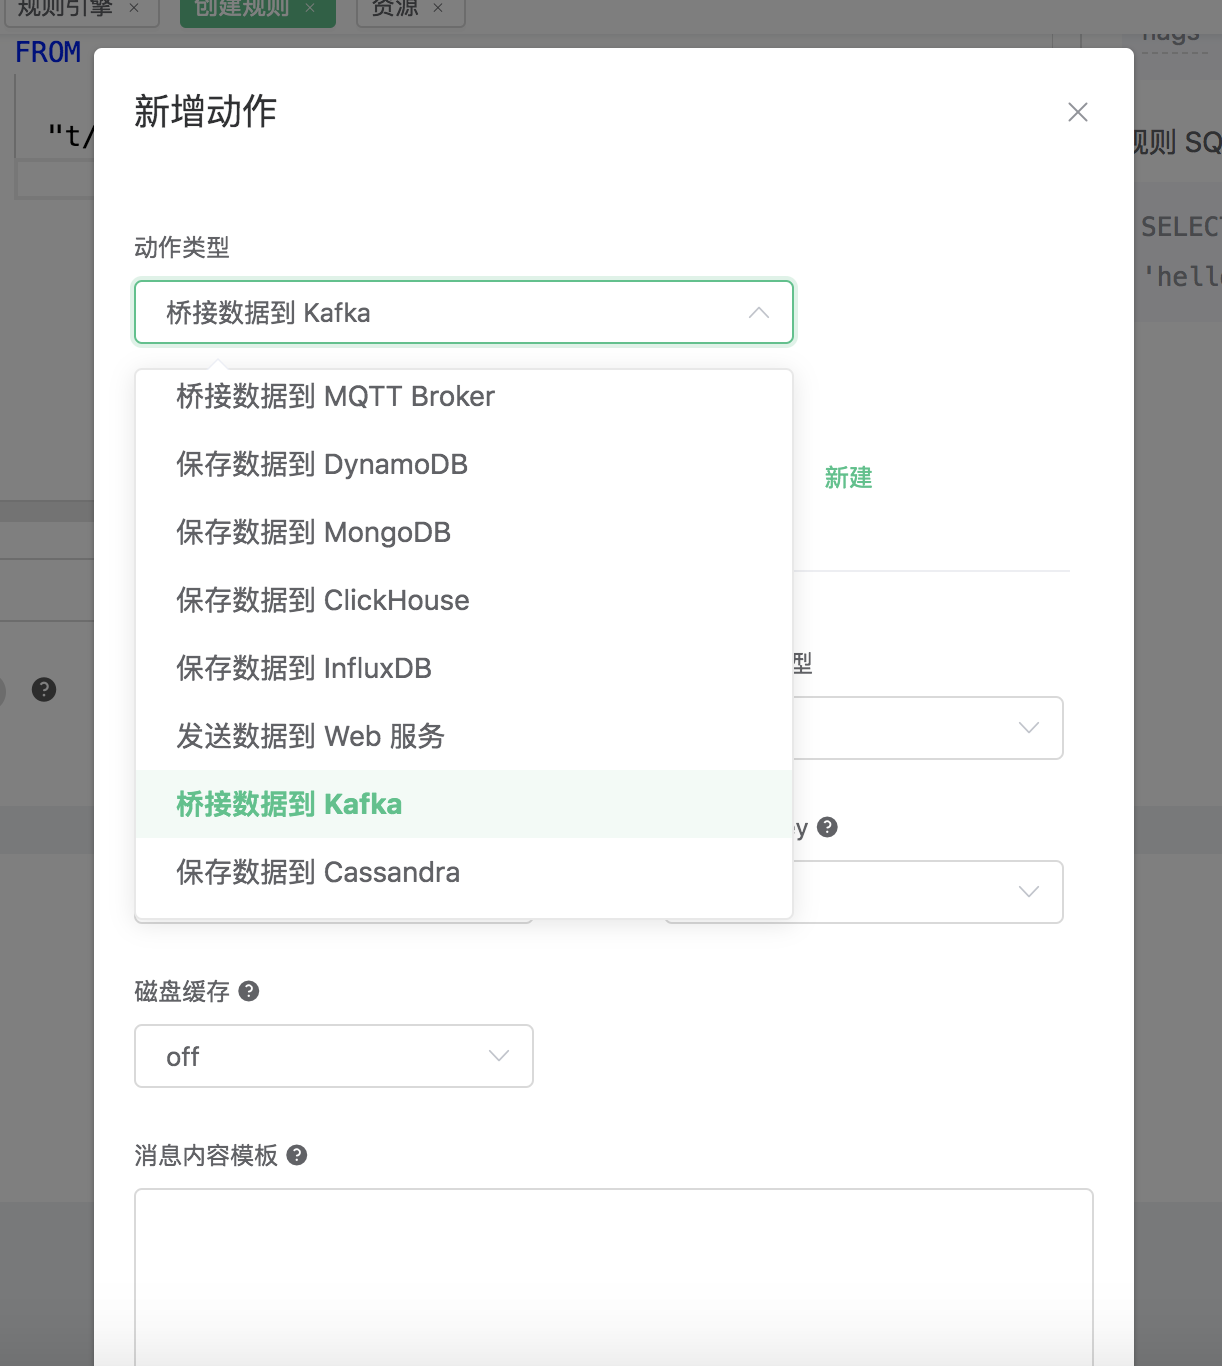 规则引擎 ×
创建规则 ×
资源 ×
FROM
"t/
新增动作
规则 SQ
SELECT
'hello
动作类型
桥接数据到 Kafka
桥接数据到 MQTT Broker
保存数据到 DynamoDB
新建
保存数据到 MongoDB
保存数据到 ClickHouse
保存数据到 InfluxDB
型
发送数据到 Web 服务
桥接数据到 Kafka
y
保存数据到 Cassandra
磁盘缓存
off
消息内容模板